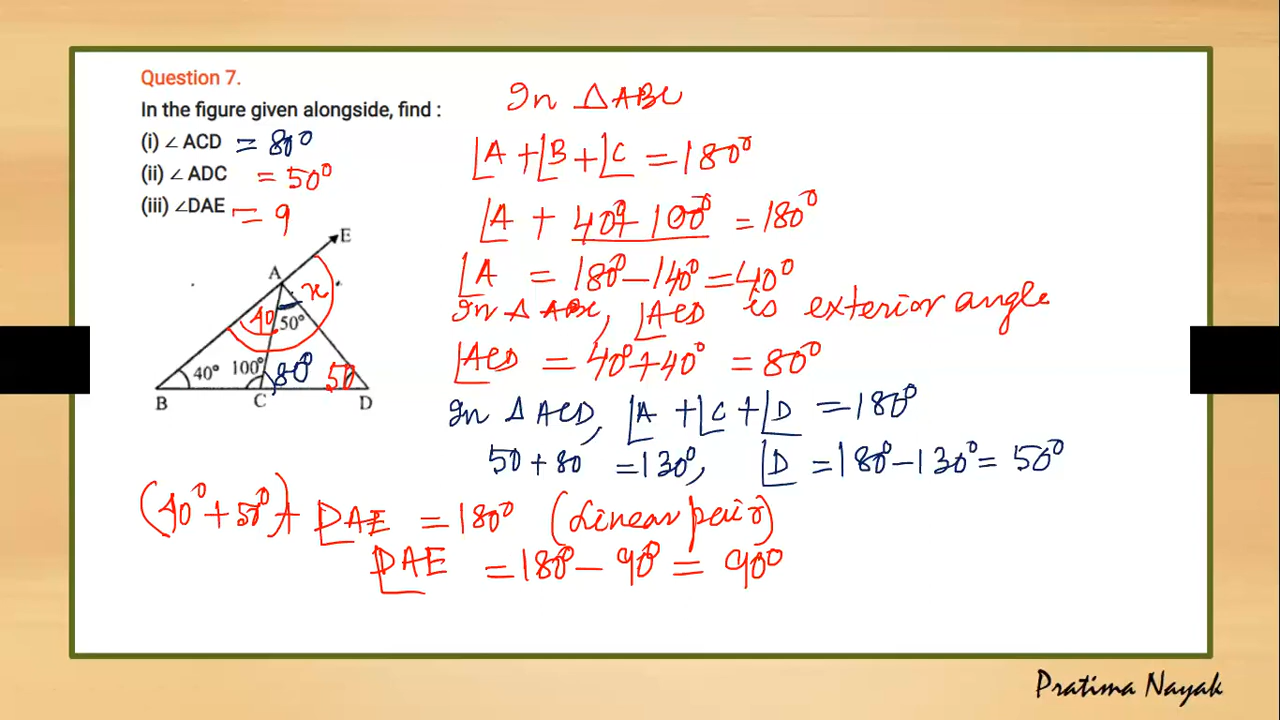 Question 7.
In the figure given alongside, find :
(i) ∠ ACD = 80°
(ii) ∠ ADC = 50°
(iii) ∠DAE = 9
E
A
x
40
50°
40°
100°
80°
50
B
C
D
In △ABC
∠A + ∠B + ∠C = 180°
∠A + 40° + 100° = 180°
∠A = 180° - 140° = 40°
In △ ABC, ∠ACD is exterior angle
∠ACD = 40° + 40° = 80°
In △ ACD, ∠A + ∠C + ∠D = 180°
50 + 80 = 130°, ∠D = 180° - 130° = 50°
(40° + 50°) + ∠DAE = 180° (Linear pair)
∠DAE = 180° - 90° = 90°
Pratima Nayak